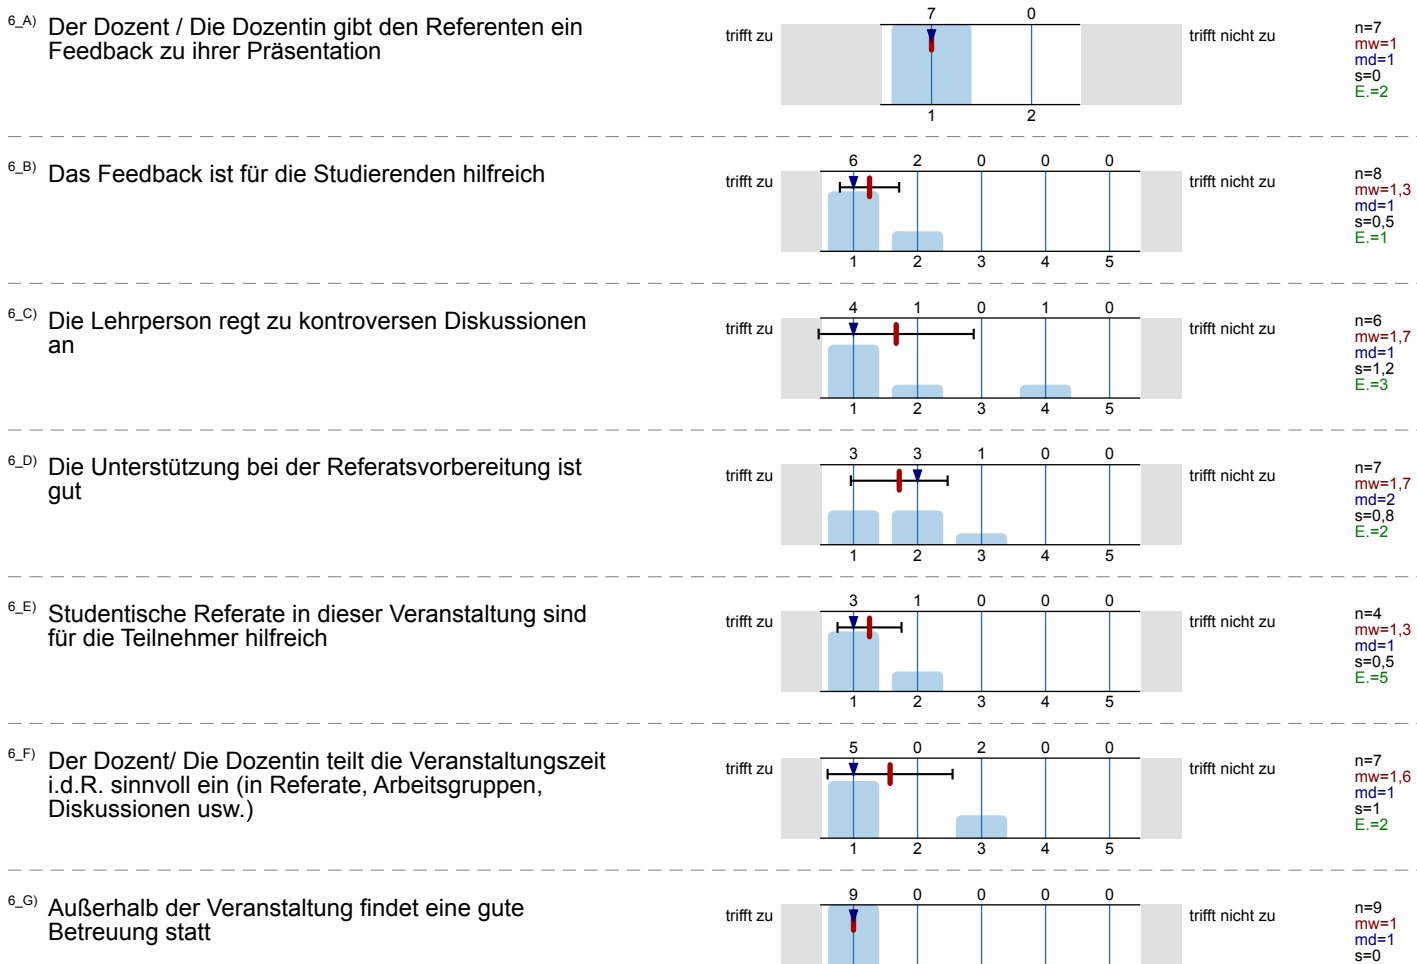 6_A) Der Dozent / Die Dozentin gibt den Referenten ein
Feedback zu ihrer Präsentation
7 0
trifft zu
trifft nicht zu
1 2
n=7
mw=1
md=1
s=0
E.=2
6_B) Das Feedback ist für die Studierenden hilfreich
6 2 0 0 0
trifft zu
trifft nicht zu
1 2 3 4 5
n=8
mw=1,3
md=1
s=0,5
E.=1
6_C) Die Lehrperson regt zu kontroversen Diskussionen
an
4 1 0 1 0
trifft zu
trifft nicht zu
1 2 3 4 5
n=6
mw=1,7
md=1
s=1,2
E.=3
6_D) Die Unterstützung bei der Referatsvorbereitung ist
gut
3 3 1 0 0
trifft zu
trifft nicht zu
1 2 3 4 5
n=7
mw=1,7
md=2
s=0,8
E.=2
6_E) Studentische Referate in dieser Veranstaltung sind
für die Teilnehmer hilfreich
3 1 0 0 0
trifft zu
trifft nicht zu
1 2 3 4 5
n=4
mw=1,3
md=1
s=0,5
E.=5
6_F) Der Dozent/ Die Dozentin teilt die Veranstaltungszeit
i.d.R. sinnvoll ein (in Referate, Arbeitsgruppen,
Diskussionen usw.)
5 0 2 0 0
trifft zu
trifft nicht zu
1 2 3 4 5
n=7
mw=1,6
md=1
s=1
E.=2
6_G) Außerhalb der Veranstaltung findet eine gute
Betreuung statt
9 0 0 0 0
trifft zu
trifft nicht zu
n=9
mw=1
md=1
s=0